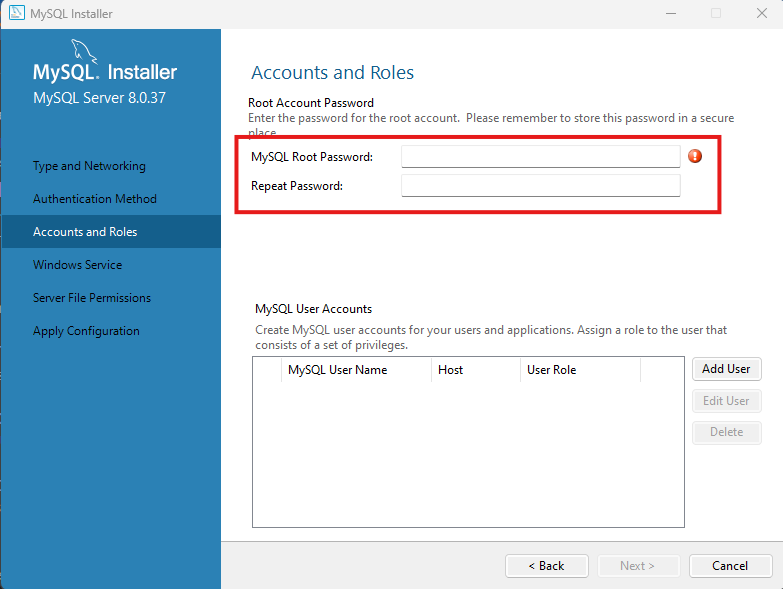 MySQL Installer
MySQL. Installer
MySQL Server 8.0.37
Type and Networking
Authentication Method
Accounts and Roles
Windows Service
Server File Permissions
Apply Configuration
Accounts and Roles
Root Account Password
Enter the password for the root account.  Please remember to store this password in a secure
place.
MySQL Root Password:
Repeat Password:
MySQL User Accounts
Create MySQL user accounts for your users and applications. Assign a role to the user that
consists of a set of privileges.
MySQL User Name Host User Role
Add User
Edit User
Delete
< Back Next > Cancel